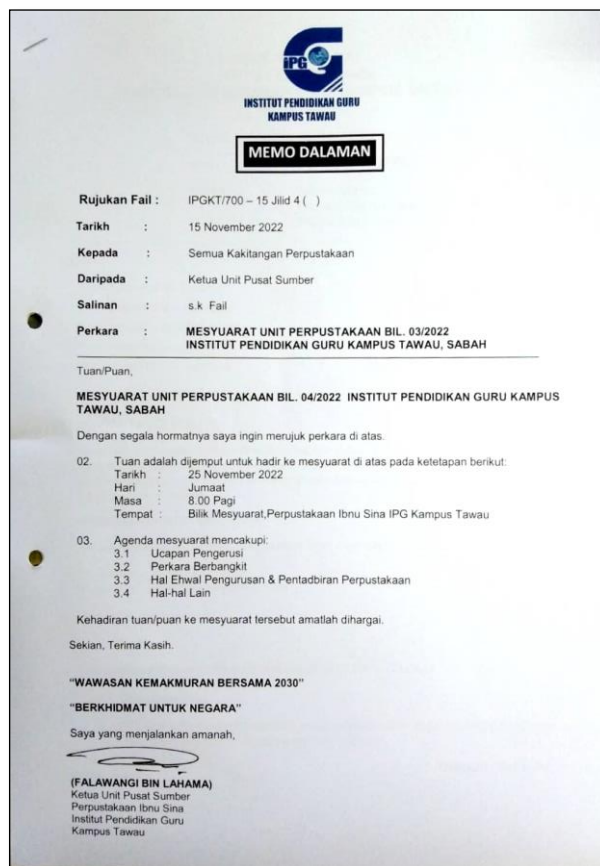 iPG
INSTITUT PENDIDIKAN GURU
KAMPUS TAWAU
MEMO DALAMAN
Rujukan Fail : IPGKT/700 – 15 Jilid 4 ( )
Tarikh : 15 November 2022
Kepada : Semua Kakitangan Perpustakaan
Daripada : Ketua Unit Pusat Sumber
Salinan : s.k Fail
Perkara : MESYUARAT UNIT PERPUSTAKAAN BIL. 03/2022
INSTITUT PENDIDIKAN GURU KAMPUS TAWAU, SABAH
Tuan/Puan,
MESYUARAT UNIT PERPUSTAKAAN BIL. 04/2022 INSTITUT PENDIDIKAN GURU KAMPUS
TAWAU, SABAH
Dengan segala hormatnya saya ingin merujuk perkara di atas.
02. Tuan adalah dijemput untuk hadir ke mesyuarat di atas pada ketetapan berikut:
Tarikh : 25 November 2022
Hari : Jumaat
Masa : 8.00 Pagi
Tempat : Bilik Mesyuarat,Perpustakaan Ibnu Sina IPG Kampus Tawau
03. Agenda mesyuarat mencakupi:
3.1 Ucapan Pengerusi
3.2 Perkara Berbangkit
3.3 Hal Ehwal Pengurusan & Pentadbiran Perpustakaan
3.4 Hal-hal Lain
Kehadiran tuan/puan ke mesyuarat tersebut amatlah dihargai.
Sekian, Terima Kasih.
"WAWASAN KEMAKMURAN BERSAMA 2030"
"BERKHIDMAT UNTUK NEGARA"
Saya yang menjalankan amanah,
(FALAWANGI BIN LAHAMA)
Ketua Unit Pusat Sumber
Perpustakaan Ibnu Sina
Institut Pendidikan Guru
Kampus Tawau